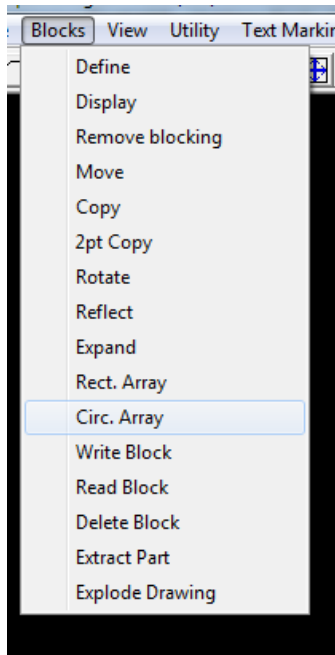 Blocks View Utility Text
Define
Display
Remove blocking
Move
Copy
2pt Copy
Rotate
Reflect
Expand
Rect. Array
Circ. Array
Write Block
Read Block
Delete Block
Extract Part
Explode Drawing